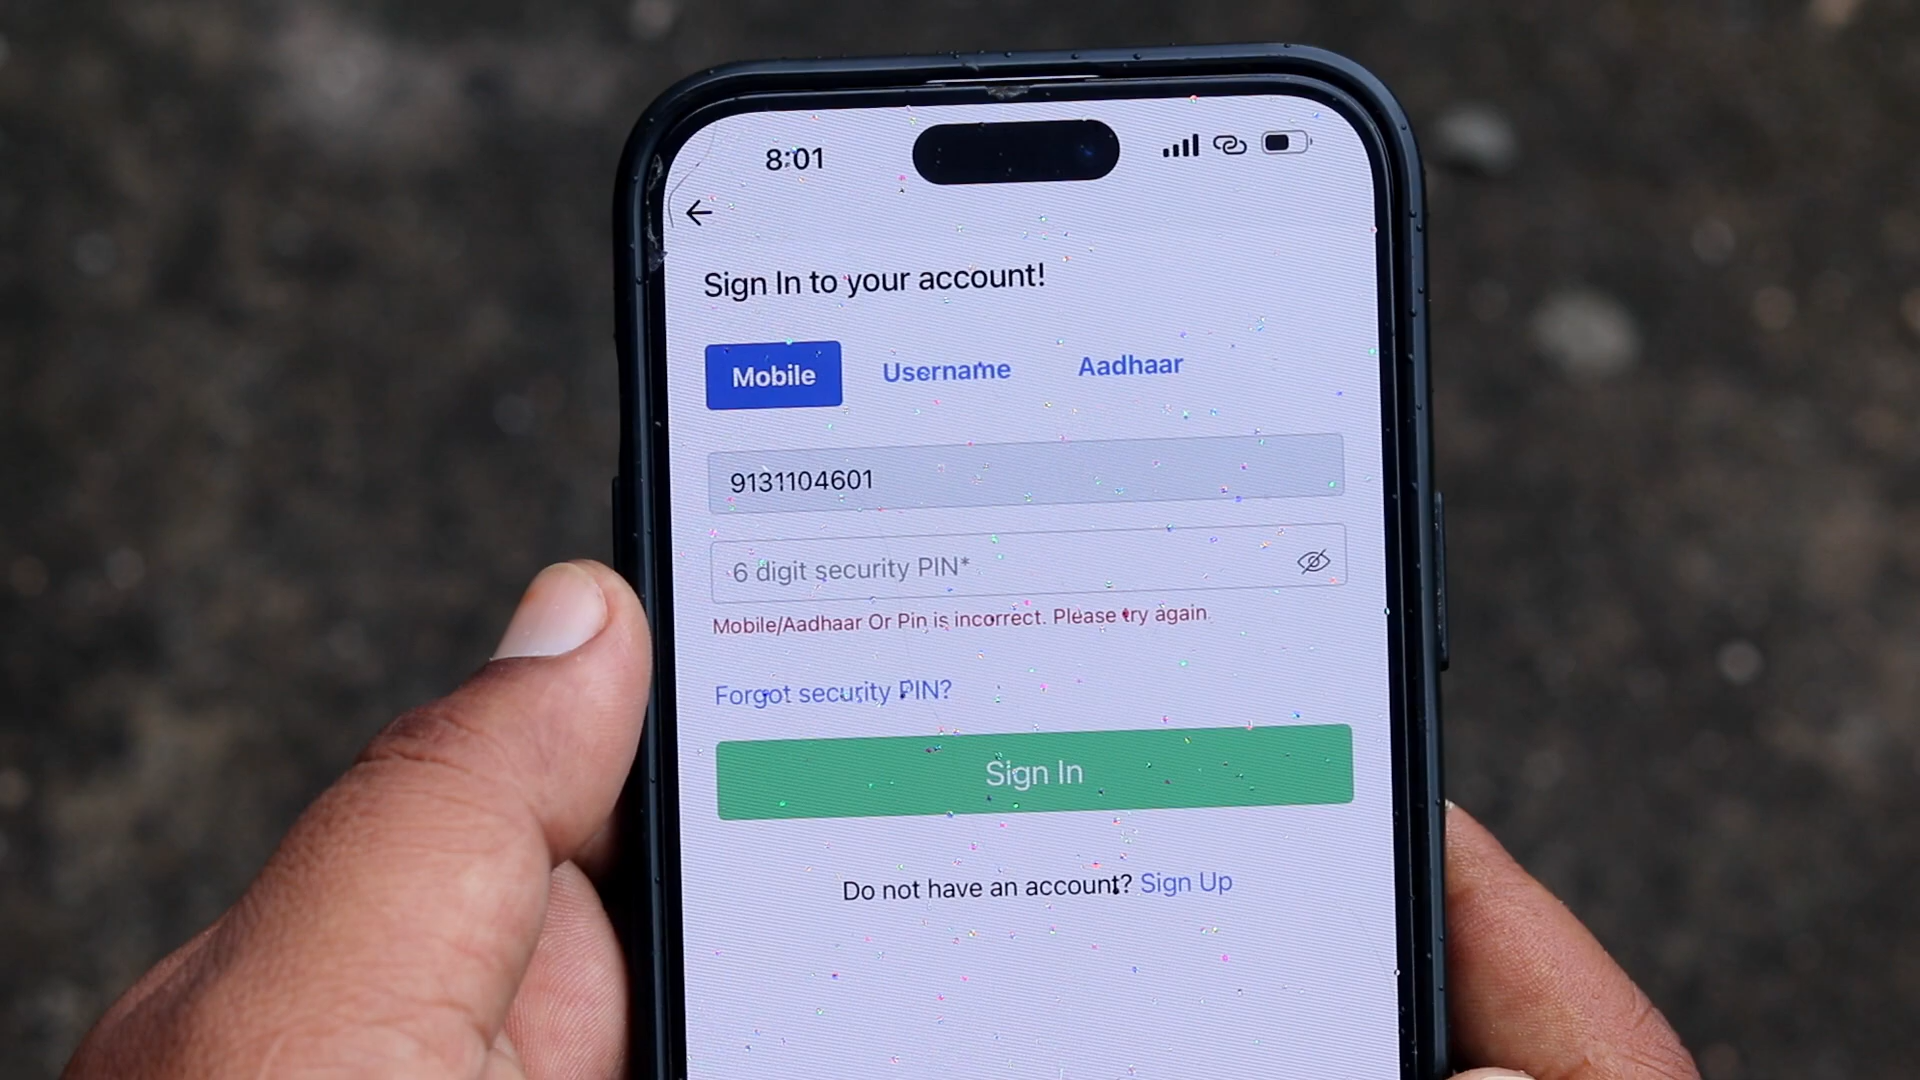 8:01
Sign In to your account!
Mobile Username Aadhaar
9131104601
6 digit security PIN*
Mobile/Aadhaar Or Pin is incorrect. Please try again.
Forgot security PIN?
Sign In
Do not have an account? Sign Up